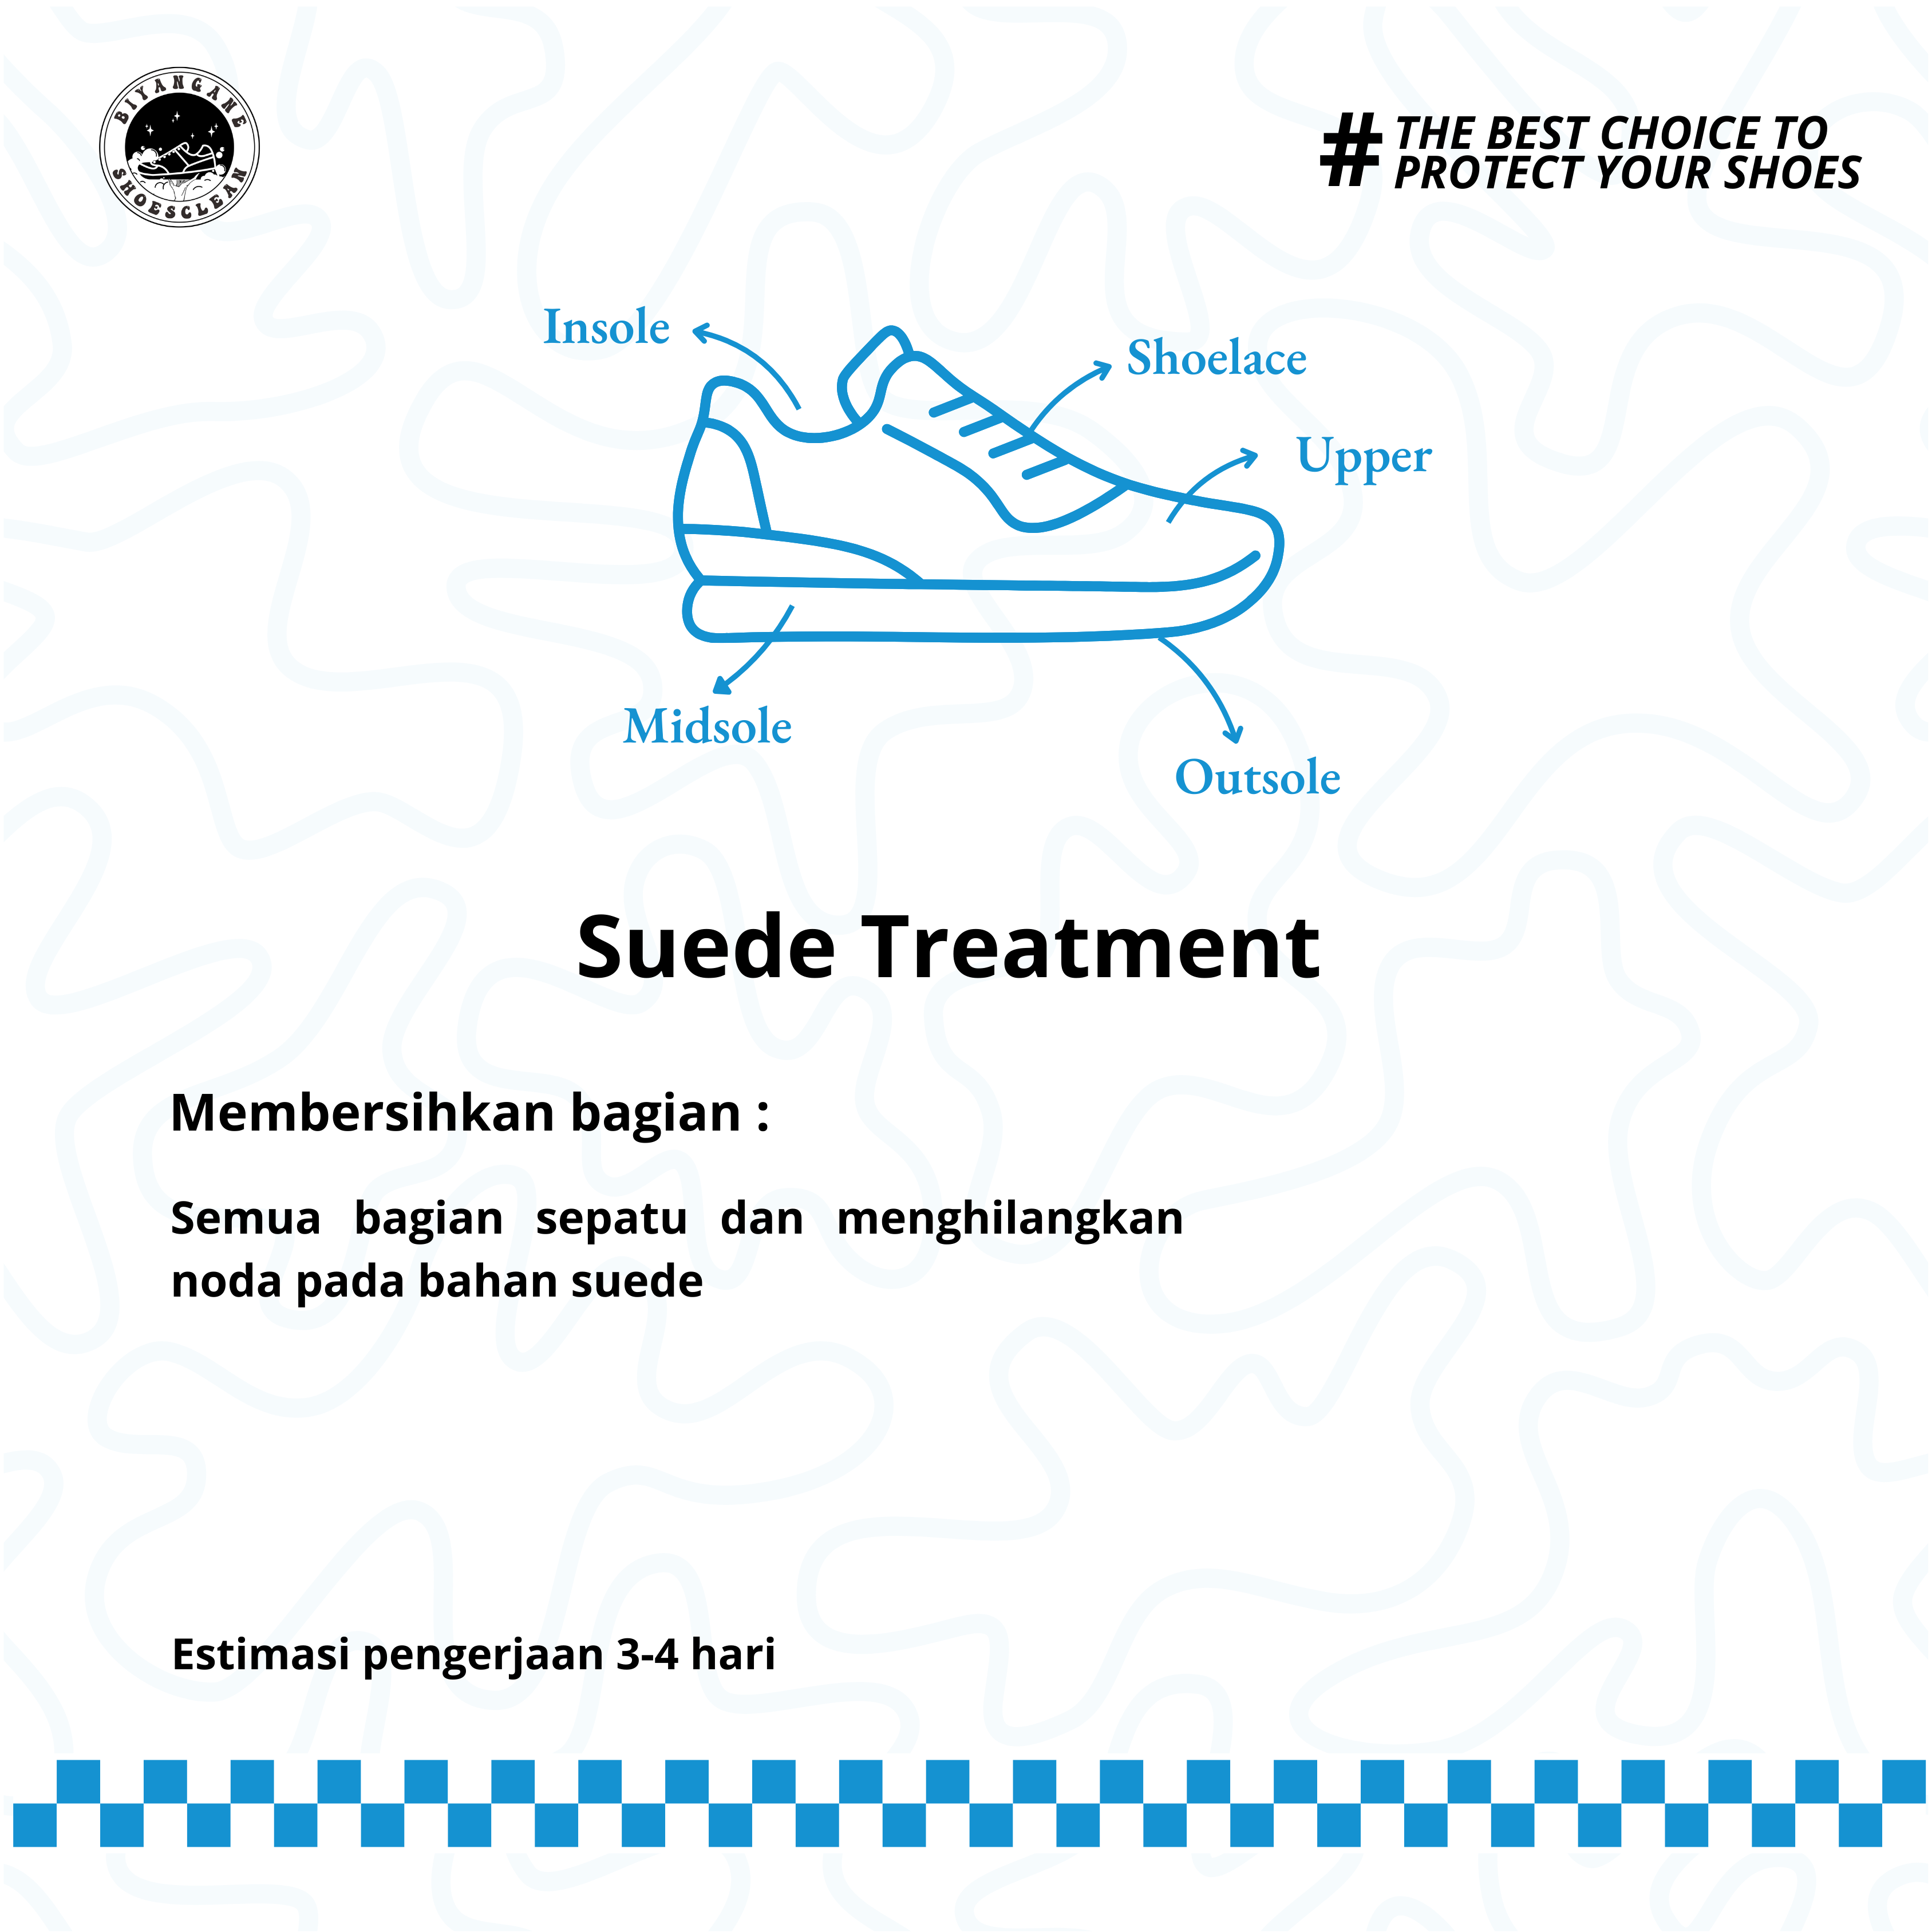 BIYANGANE
SHOESCLEAN
# THE BEST CHOICE TO
PROTECT YOUR SHOES
Insole
Shoelace
Upper
Midsole
Outsole
Suede Treatment
Membersihkan bagian :
Semua bagian sepatu dan menghilangkan
noda pada bahan suede
Estimasi pengerjaan 3-4 hari